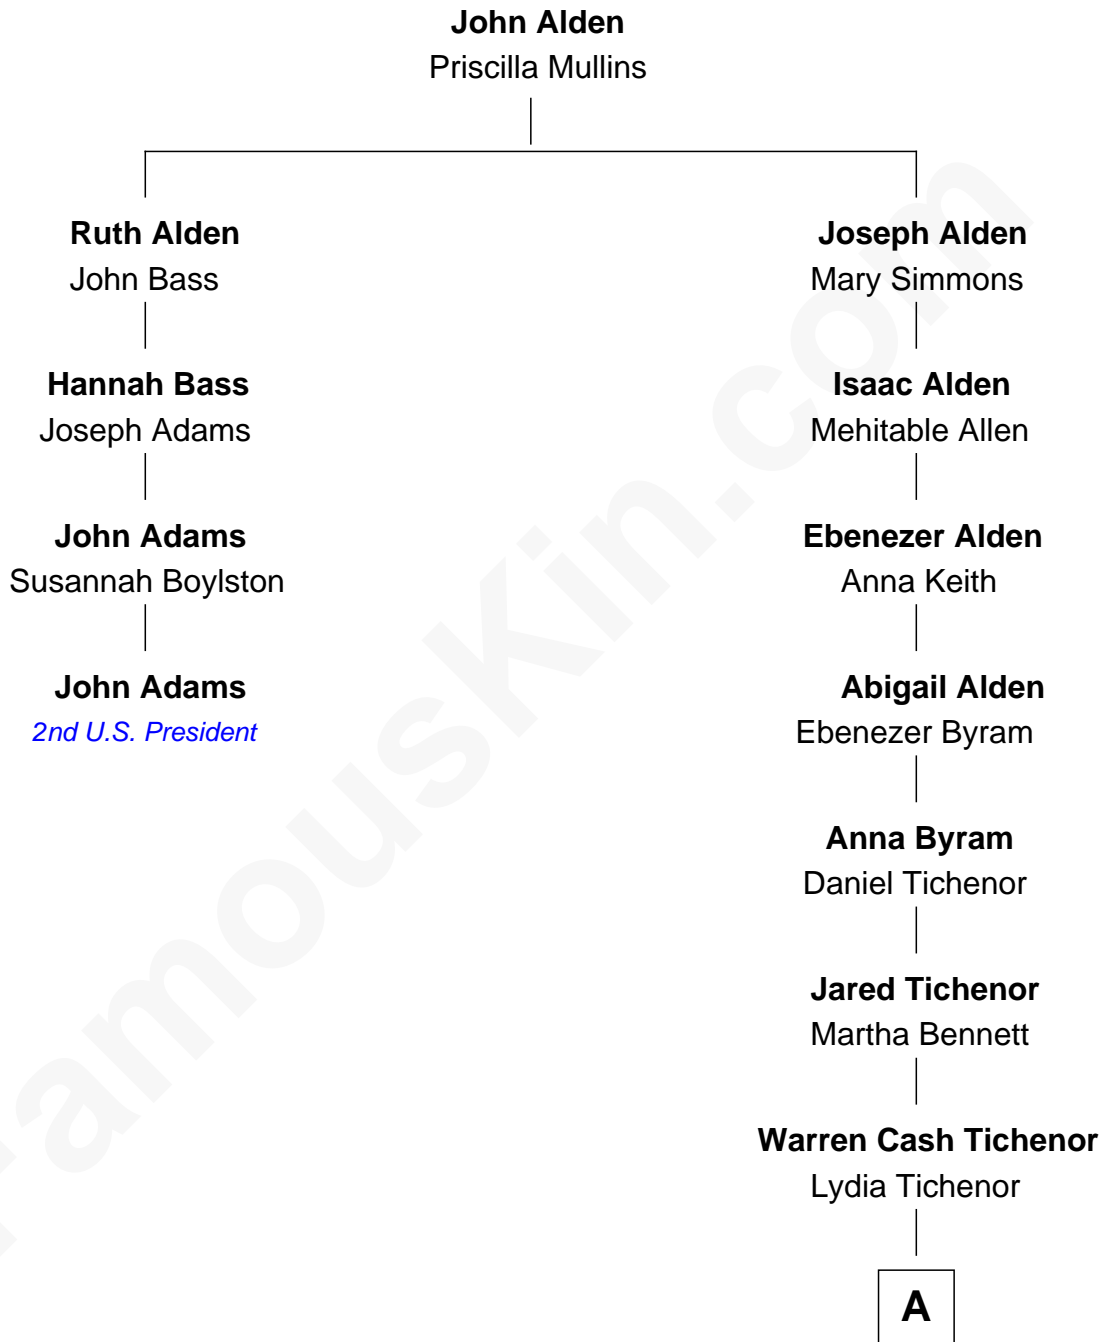 John Alden
Priscilla Mullins
Ruth Alden
John Bass
Joseph Alden
Mary Simmons
Hannah Bass
Joseph Adams
Isaac Alden
Mehitable Allen
John Adams
Susannah Boylston
Ebenezer Alden
Anna Keith
John Adams
2nd U.S. President
Abigail Alden
Ebenezer Byram
Anna Byram
Daniel Tichenor
Jared Tichenor
Martha Bennett
Warren Cash Tichenor
Lydia Tichenor
A
FamousKin.com